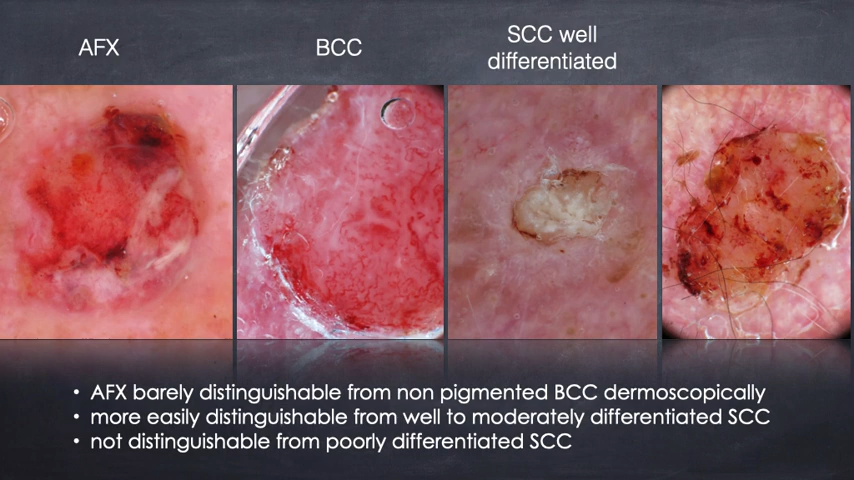 AFX
BCC
SCC well
differentiated
• AFX barely distinguishable from non pigmented BCC dermoscopically
• more easily distinguishable from well to moderately differentiated SCC
• not distinguishable from poorly differentiated SCC